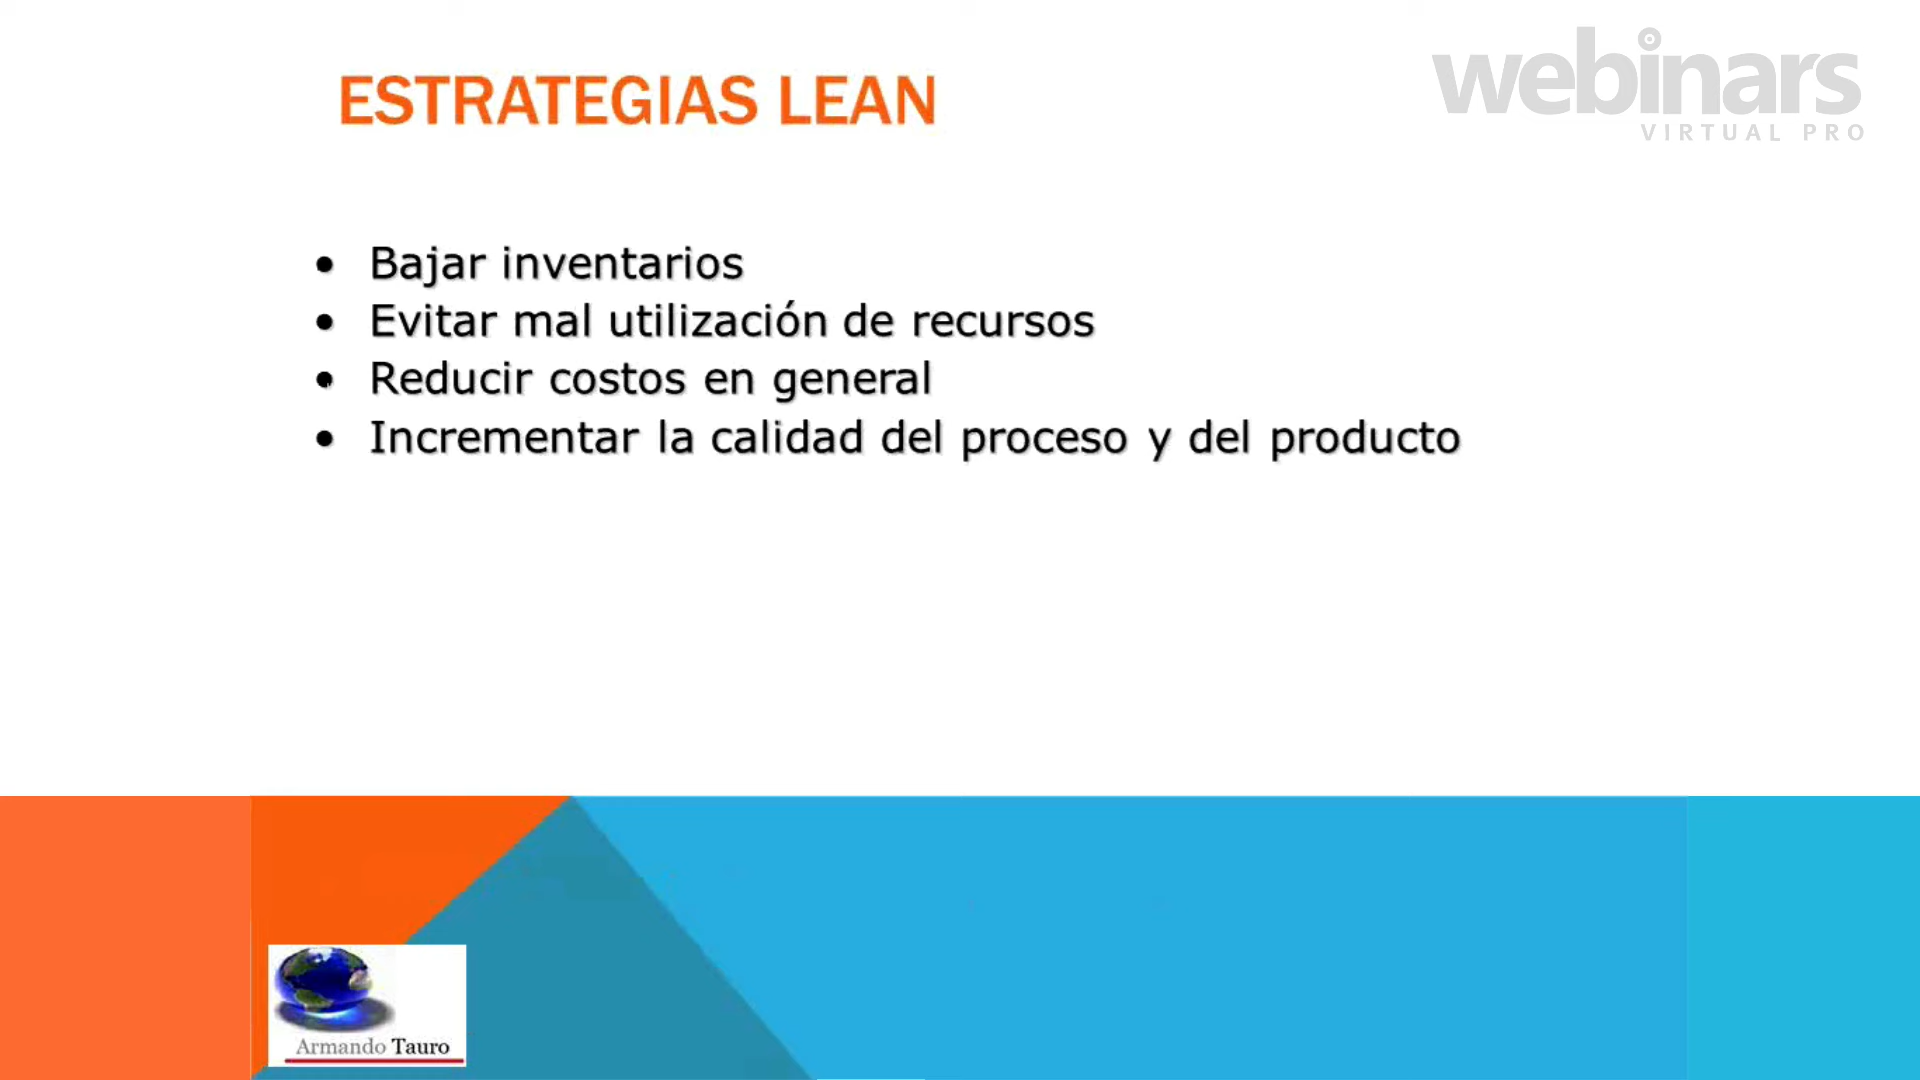 ESTRATEGIAS LEAN
webinars
VIRTUAL PRO
• Bajar inventarios
• Evitar mal utilización de recursos
• Reducir costos en general
• Incrementar la calidad del proceso y del producto
Armando Tauro